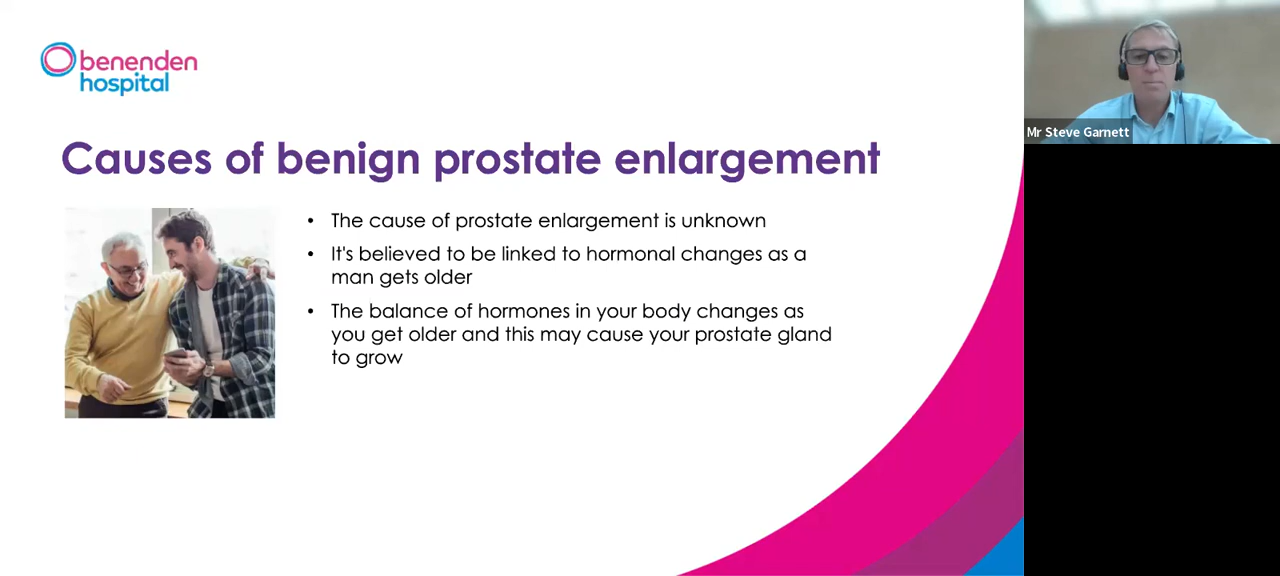 benenden
hospital
Causes of benign prostate enlargement
• The cause of prostate enlargement is unknown
• It's believed to be linked to hormonal changes as a
man gets older
• The balance of hormones in your body changes as
you get older and this may cause your prostate gland
to grow
Mr Steve Garnett